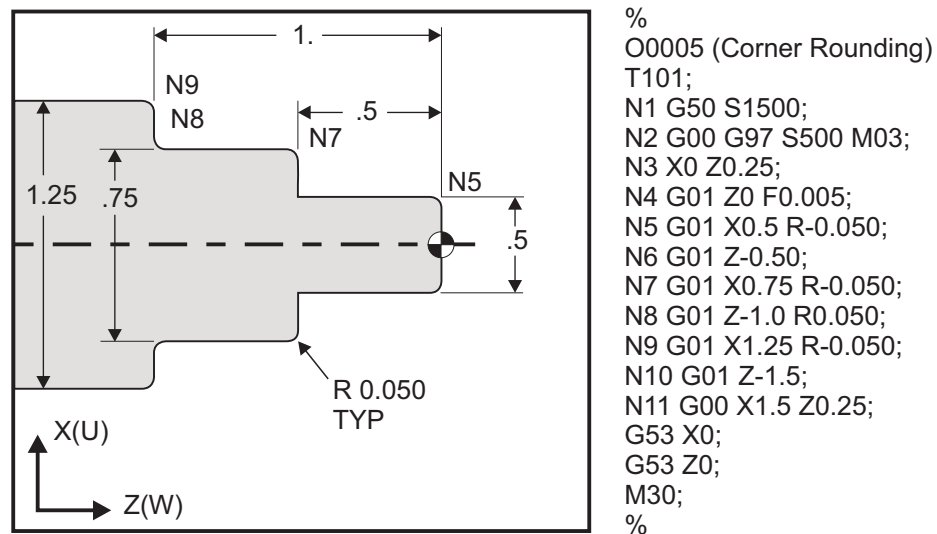 1.
N9
N8
.5
N7
N5
1.25
.75
.5
R 0.050
TYP
X(U)
Z(W)
%
O0005 (Corner Rounding)
T101;
N1 G50 S1500;
N2 G00 G97 S500 M03;
N3 X0 Z0.25;
N4 G01 Z0 F0.005;
N5 G01 X0.5 R-0.050;
N6 G01 Z-0.50;
N7 G01 X0.75 R-0.050;
N8 G01 Z-1.0 R0.050;
N9 G01 X1.25 R-0.050;
N10 G01 Z-1.5;
N11 G00 X1.5 Z0.25;
G53 X0;
G53 Z0;
M30;
%